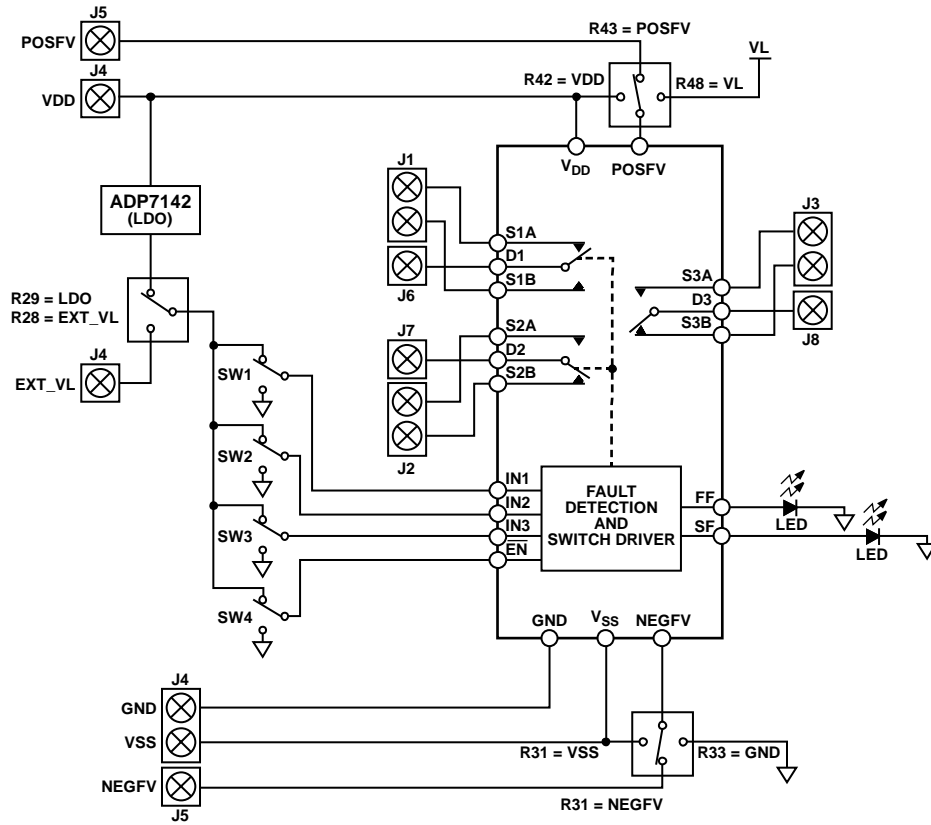 J5
POSFV
R43 = POSFV
J4
VDD
R42 = VDD
R48 = VL
VL
VDD
POSFV
ADP7142
(LDO)
R29 = LDO
R28 = EXT_VL
J4
EXT_VL
J1
J6
J7
J2
S1A
D1
S1B
S2A
D2
S2B
J3
S3A
D3
S3B
J8
SW1
SW2
SW3
SW4
IN1
IN2
IN3
EN
FAULT
DETECTION
AND
SWITCH DRIVER
FF
SF
LED
LED
GND
VSS
NEGFV
J4
GND
VSS
NEGFV
J5
R31 = VSS
R33 = GND
R31 = NEGFV